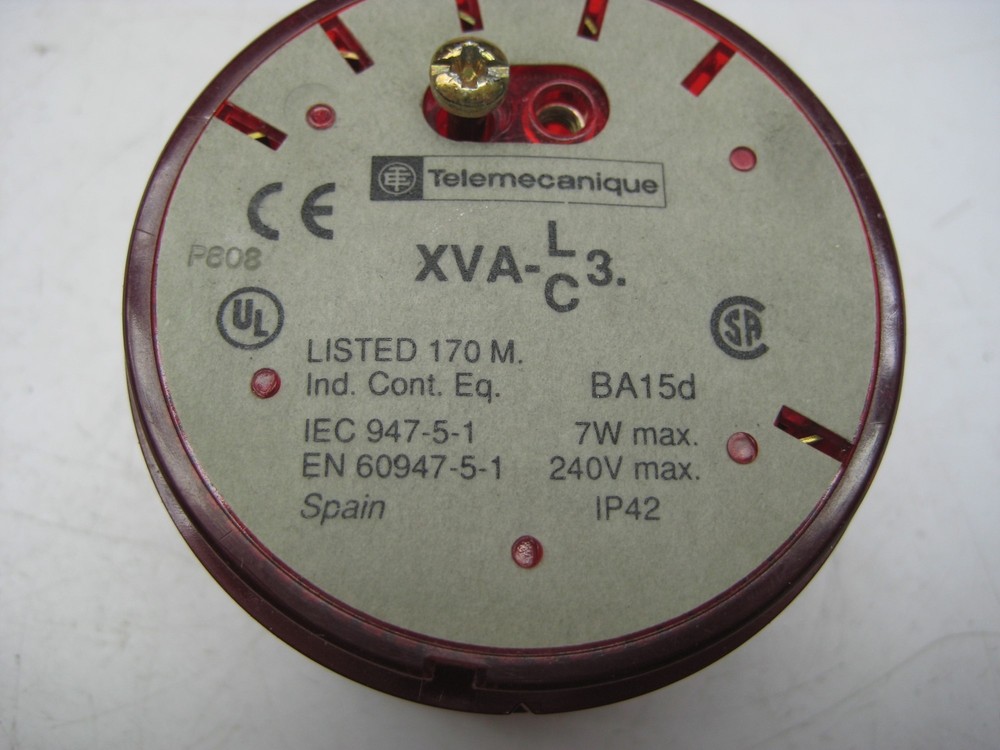 Telemecanique
CE
XVA-L/C3.
P808
UL
SA
LISTED 170 M.
Ind. Cont. Eq. BA15d
IEC 947-5-1 7W max.
EN 60947-5-1 240V max.
Spain IP42